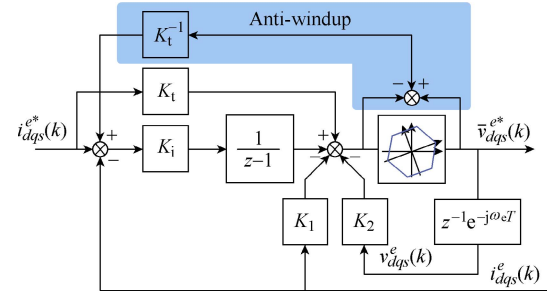 Anti-windup
K_t^{-1}
− +
K_t
i_{dqs}^{e*}(k)
+
−
K_i
1/(z−1)
+
− −
v̄_{dqs}^{e*}(k)
K_1
K_2
z^{-1}e^{-jω_eT}
v_{dqs}^{e}(k)
i_{dqs}^{e}(k)